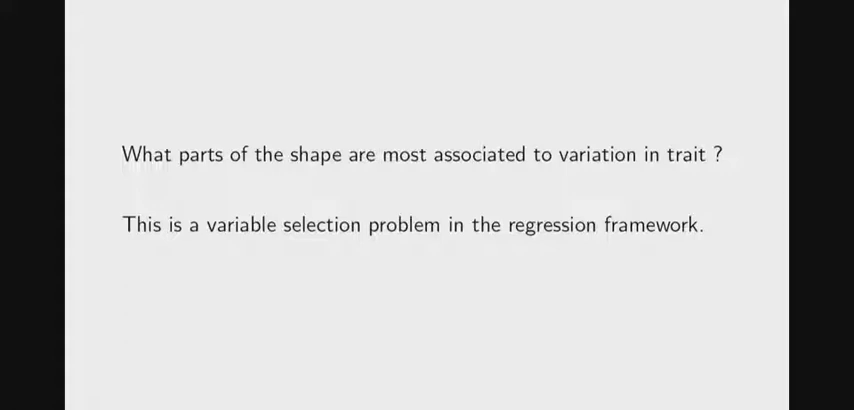 What parts of the shape are most associated to variation in trait ?
This is a variable selection problem in the regression framework.